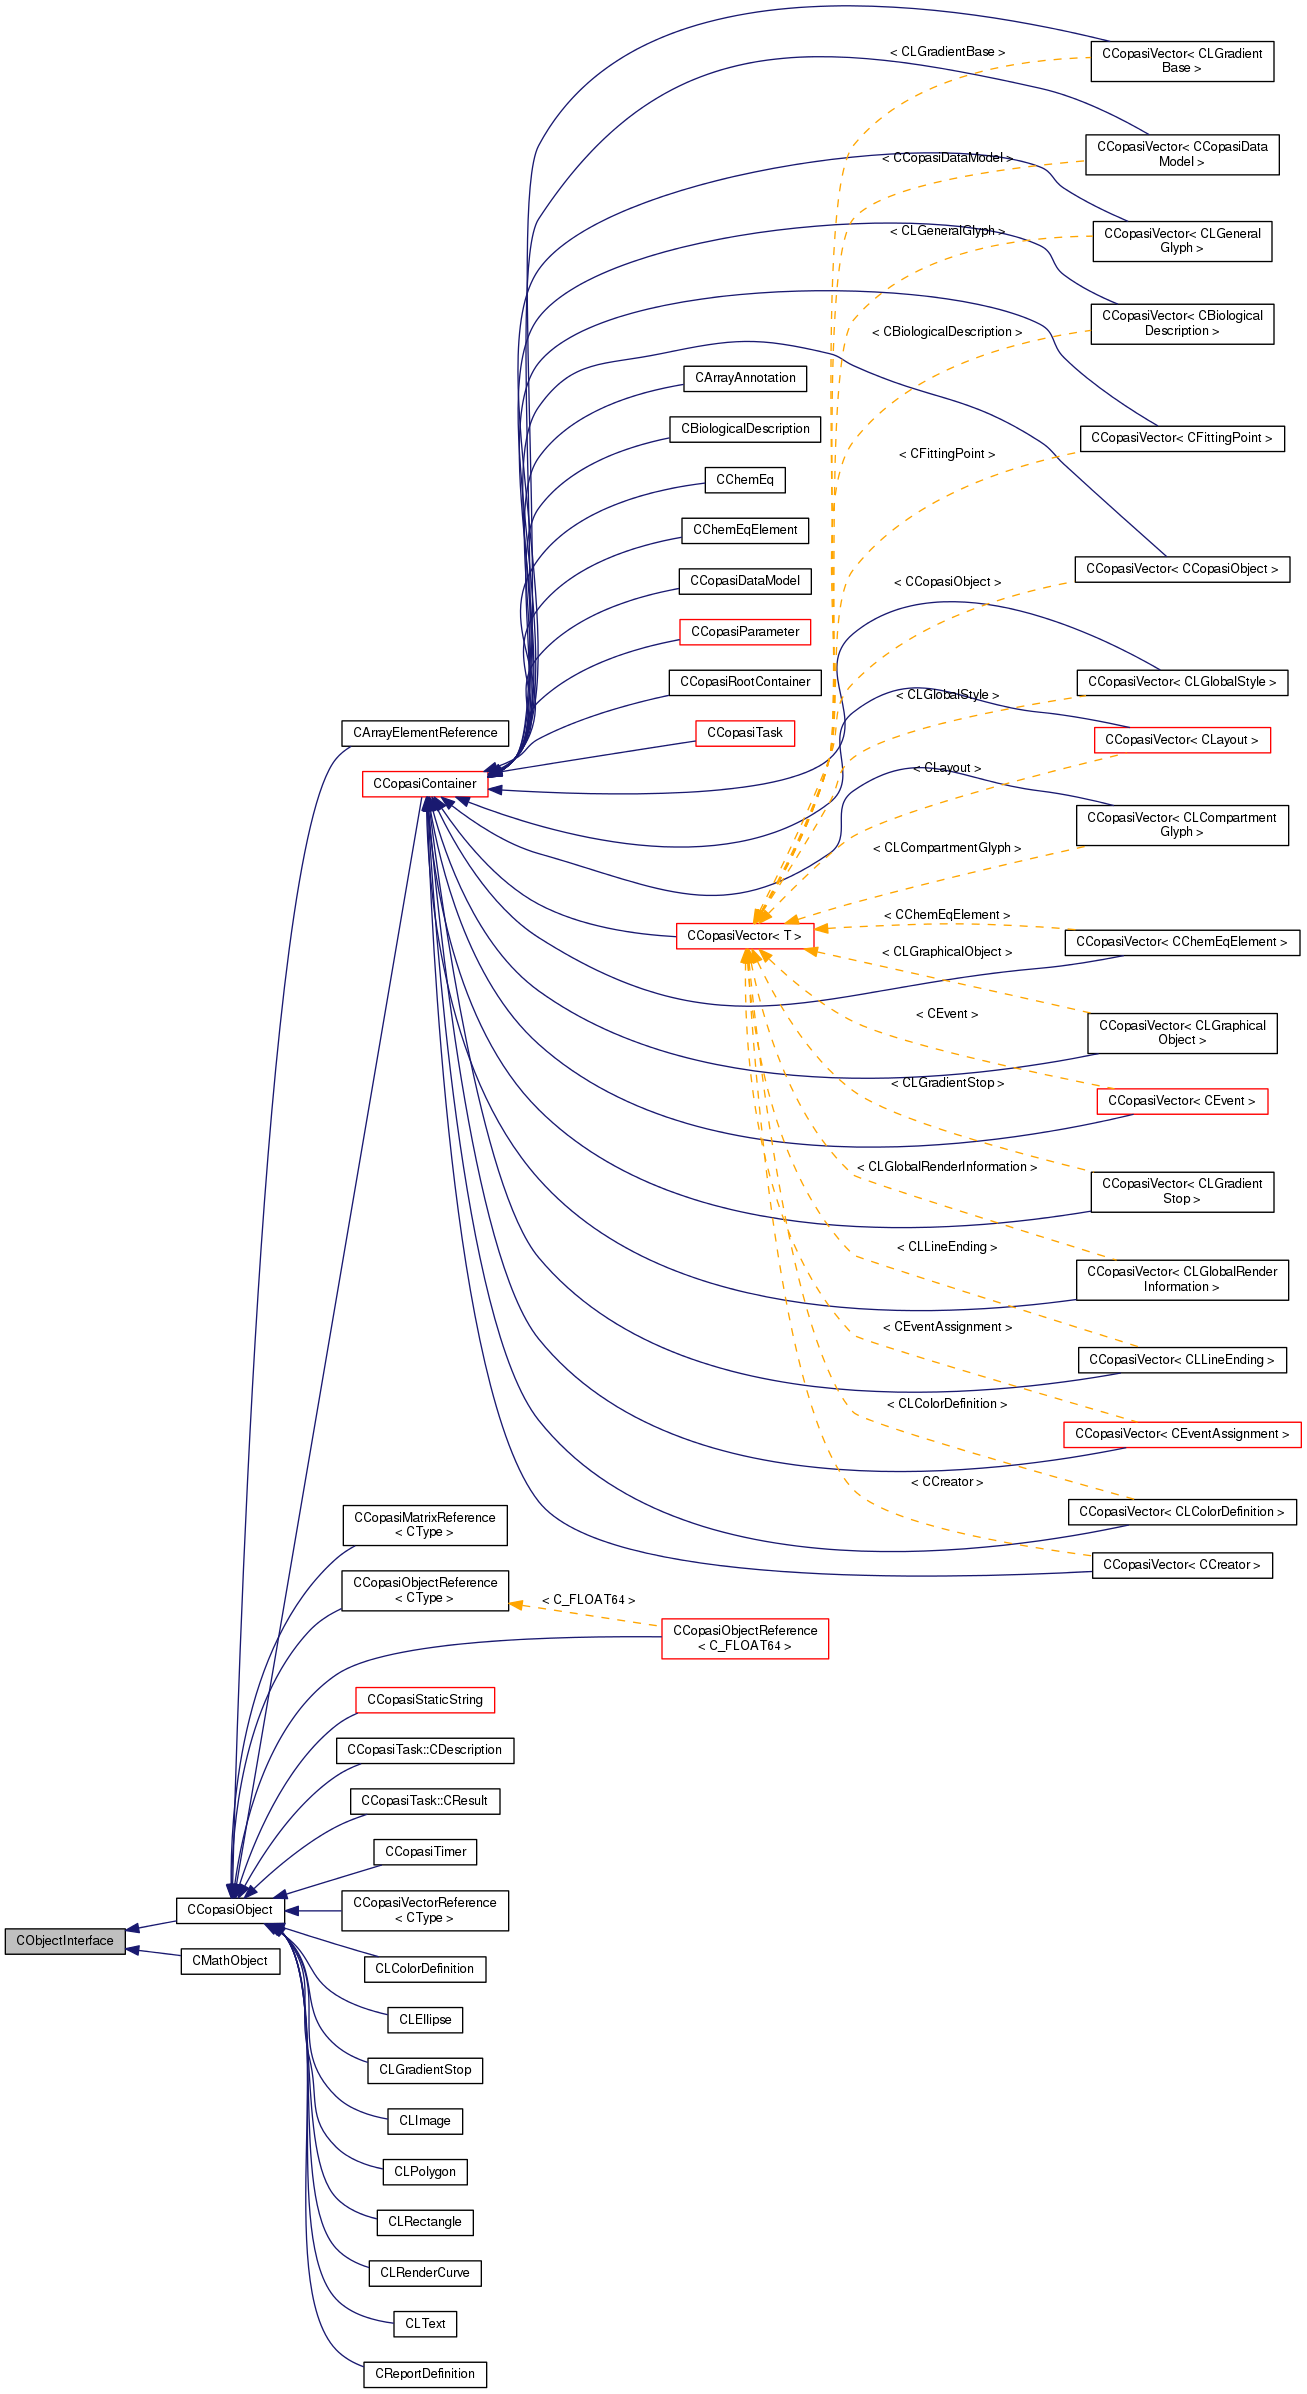 < CLGradientBase >
CCopasiVector< CLGradient
Base >
CCopasiVector< CCopasiData
Model >
< CCopasiDataModel >
CCopasiVector< CLGeneral
Glyph >
< CLGeneralGlyph >
CCopasiVector< CBiological
Description >
< CBiologicalDescription >
CArrayAnnotation
CBiologicalDescription
CCopasiVector< CFittingPoint >
< CFittingPoint >
CChemEq
CChemEqElement
CCopasiDataModel
< CCopasiObject >
CCopasiVector< CCopasiObject >
CCopasiParameter
CCopasiRootContainer
< CLGlobalStyle >
CCopasiVector< CLGlobalStyle >
CArrayElementReference
CCopasiTask
CCopasiVector< CLayout >
< CLayout >
CCopasiContainer
CCopasiVector< CLCompartment
Glyph >
< CLCompartmentGlyph >
< CChemEqElement >
CCopasiVector< T >
CCopasiVector< CChemEqElement >
< CLGraphicalObject >
< CEvent >
CCopasiVector< CLGraphical
Object >
< CLGradientStop >
CCopasiVector< CEvent >
< CLGlobalRenderInformation >
CCopasiVector< CLGradient
Stop >
< CLLineEnding >
CCopasiVector< CLGlobalRender
Information >
< CEventAssignment >
CCopasiVector< CLLineEnding >
< CLColorDefinition >
CCopasiVector< CEventAssignment >
< CCreator >
CCopasiVector< CLColorDefinition >
CCopasiVector< CCreator >
CCopasiMatrixReference
< CType >
CCopasiObjectReference
< CType >
< C_FLOAT64 >
CCopasiObjectReference
< C_FLOAT64 >
CCopasiStaticString
CCopasiTask::CDescription
CCopasiTask::CResult
CCopasiTimer
CCopasiVectorReference
< CType >
CCopasiObject
CObjectInterface
CMathObject
CLColorDefinition
CLEllipse
CLGradientStop
CLImage
CLPolygon
CLRectangle
CLRenderCurve
CLText
CReportDefinition